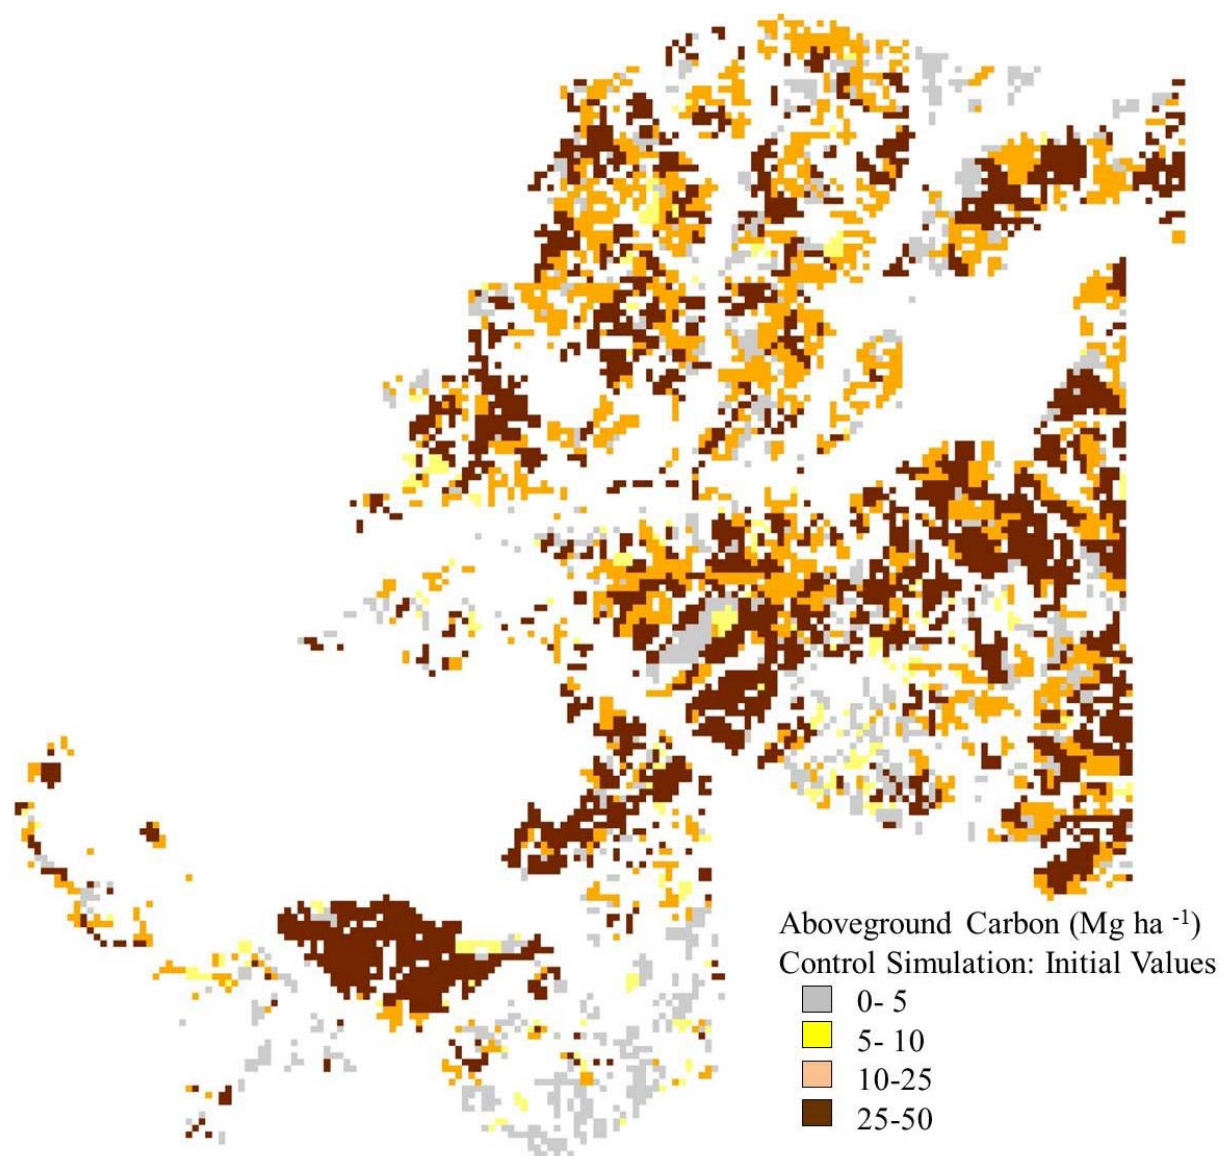 Aboveground Carbon (Mg ha -1)
Control Simulation: Initial Values
0- 5
5- 10
10-25
25-50